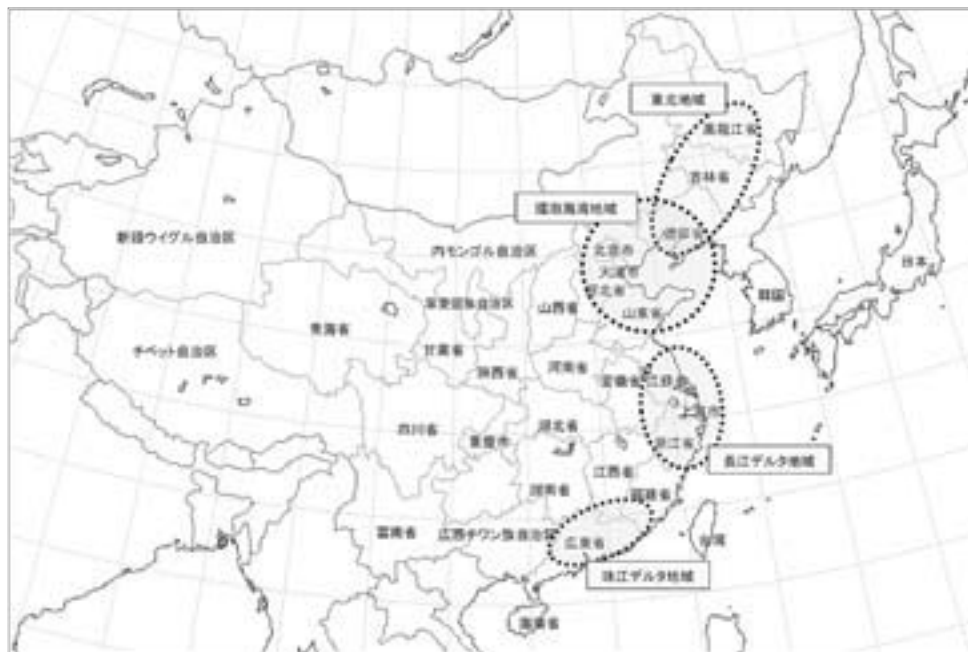 東北地域
黒龍江省
吉林省
環渤海湾地域
遼寧省
新疆ウイグル自治区
内モンゴル自治区
北京市
天津市
河北省
日本
韓国
寧夏回族自治区
山西省
山東省
青海省
チベット自治区
甘粛省
陝西省
河南省
安徽省
江蘇省
上海市
四川省
重慶市
湖北省
浙江省
長江デルタ地域
江西省
湖南省
福建省
雲南省
広西チワン族自治区
広東省
台湾
珠江デルタ地域
海南省